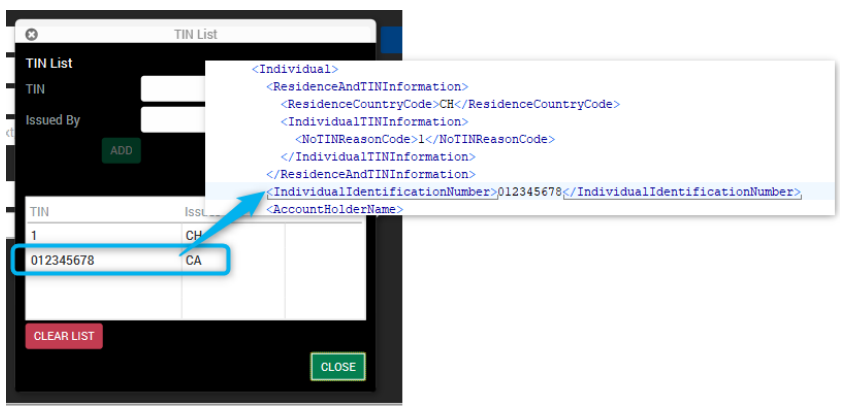 TIN List
TIN List
TIN
Issued By
ADD
TIN
1 CH
012345678 CA
CLEAR LIST
CLOSE
<Individual>
<ResidenceAndTINInformation>
<ResidenceCountryCode>CH</ResidenceCountryCode>
<IndividualTINInformation>
<NoTINReasonCode>1</NoTINReasonCode>
</IndividualTINInformation>
</ResidenceAndTINInformation>
<IndividualIdentificationNumber>012345678</IndividualIdentificationNumber>
<AccountHolderName>